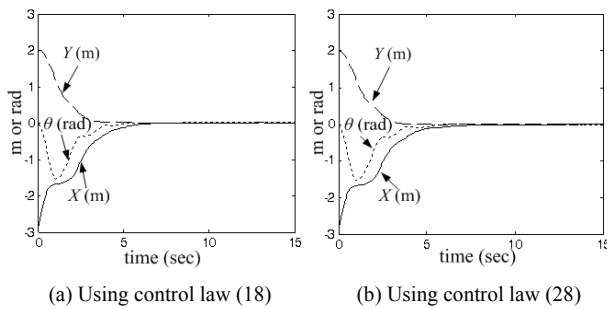 3
2
1
0
-1
-2
-3
0
5
10
15
m or rad
time (sec)
Y (m)
θ (rad)
X (m)
(a) Using control law (18)
3
2
1
0
-1
-2
-3
0
5
10
15
m or rad
time (sec)
Y (m)
θ (rad)
X (m)
(b) Using control law (28)